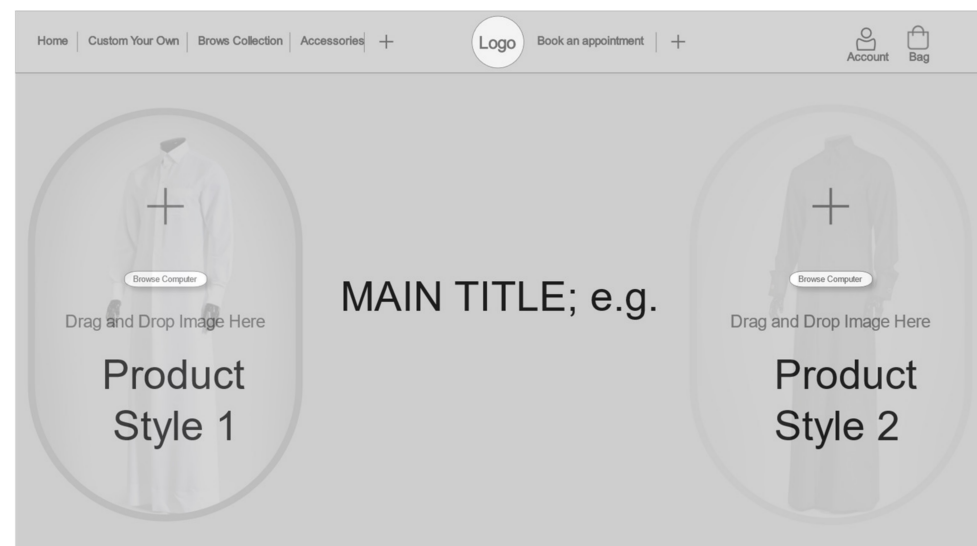 Home
Custom Your Own
Brows Collection
Accessories
Logo
Book an appointment
Account
Bag
Browse Computer
Drag and Drop Image Here
Product
Style 1
MAIN TITLE; e.g.
Browse Computer
Drag and Drop Image Here
Product
Style 2